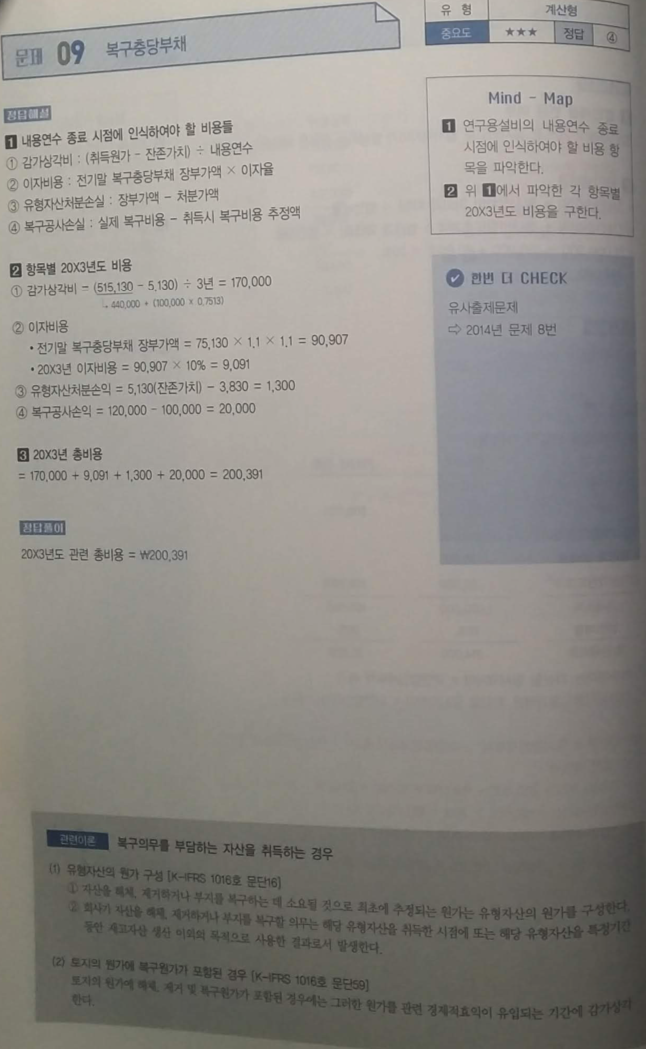 문제 09 복구충당부채
유 형 계산형
중요도 ★★★ 정답 ④
정답해설
1 내용연수 종료 시점에 인식하여야 할 비용들
① 감가상각비 : (취득원가 - 잔존가치) ÷ 내용연수
② 이자비용 : 전기말 복구충당부채 장부가액 × 이자율
③ 유형자산처분손실 : 장부가액 - 처분가액
④ 복구공사손실 : 실제 복구비용 - 취득시 복구비용 추정액
2 항목별 20X3년도 비용
① 감가상각비 = (515,130 - 5,130) ÷ 3년 = 170,000
440,000 + (100,000 × 0.7513)
② 이자비용
• 전기말 복구충당부채 장부가액 = 75,130 × 1.1 × 1.1 = 90,907
• 20X3년 이자비용 = 90,907 × 10% = 9,091
③ 유형자산처분손익 = 5,130(잔존가치) - 3,830 = 1,300
④ 복구공사손익 = 120,000 - 100,000 = 20,000
3 20X3년 총비용
= 170,000 + 9,091 + 1,300 + 20,000 = 200,391
정답풀이
20X3년도 관련 총비용 = ₩200,391
Mind - Map
1 연구용설비의 내용연수 종료
시점에 인식하여야 할 비용 항
목을 파악한다.
2 위 1에서 파악한 각 항목별
20X3년도 비용을 구한다.
한번 더 CHECK
유사출제문제
⇨ 2014년 문제 8번
관련이론 복구의무를 부담하는 자산을 취득하는 경우
(1) 유형자산의 원가 구성 [K-IFRS 1016호 문단16]
① 자산을 해체, 제거하거나 부지를 복구하는 데 소요될 것으로 최초에 추정되는 원가는 유형자산의 원가를 구성한다.
② 회사가 자산을 해체, 제거하거나 부지를 복구할 의무는 해당 유형자산을 취득한 시점에 또는 해당 유형자산을 특정기간
동안 재고자산 생산 이외의 목적으로 사용한 결과로서 발생한다.
(2) 토지의 원가에 복구원가가 포함된 경우 [K-IFRS 1016호 문단59]
토지의 원가에 해체, 제거 및 복구원가가 포함된 경우에는 그러한 원가를 관련 경제적효익이 유입되는 기간에 감가상각
한다.